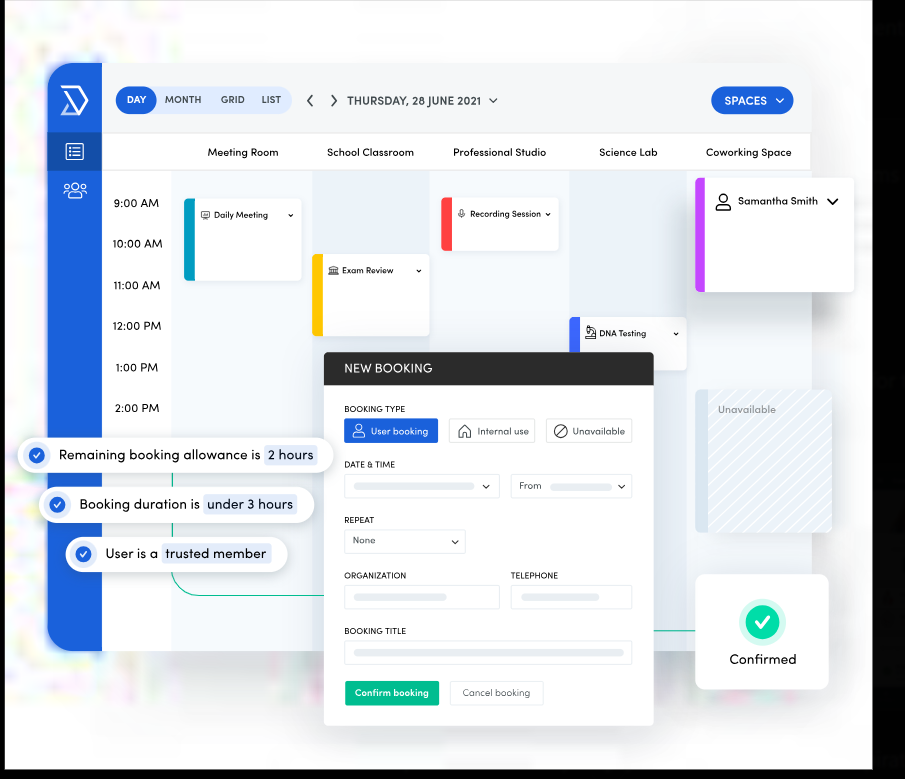 DAY MONTH GRID LIST THURSDAY, 28 JUNE 2021 SPACES
Meeting Room School Classroom Professional Studio Science Lab Coworking Space
9:00 AM
10:00 AM
11:00 AM
12:00 PM
1:00 PM
2:00 PM
Daily Meeting
Exam Review
Recording Session
DNA Testing
Samantha Smith
Unavailable
Remaining booking allowance is 2 hours
Booking duration is under 3 hours
User is a trusted member
NEW BOOKING
BOOKING TYPE
User booking Internal use Unavailable
DATE & TIME
From
REPEAT
None
ORGANIZATION TELEPHONE
BOOKING TITLE
Confirm booking Cancel booking
Confirmed